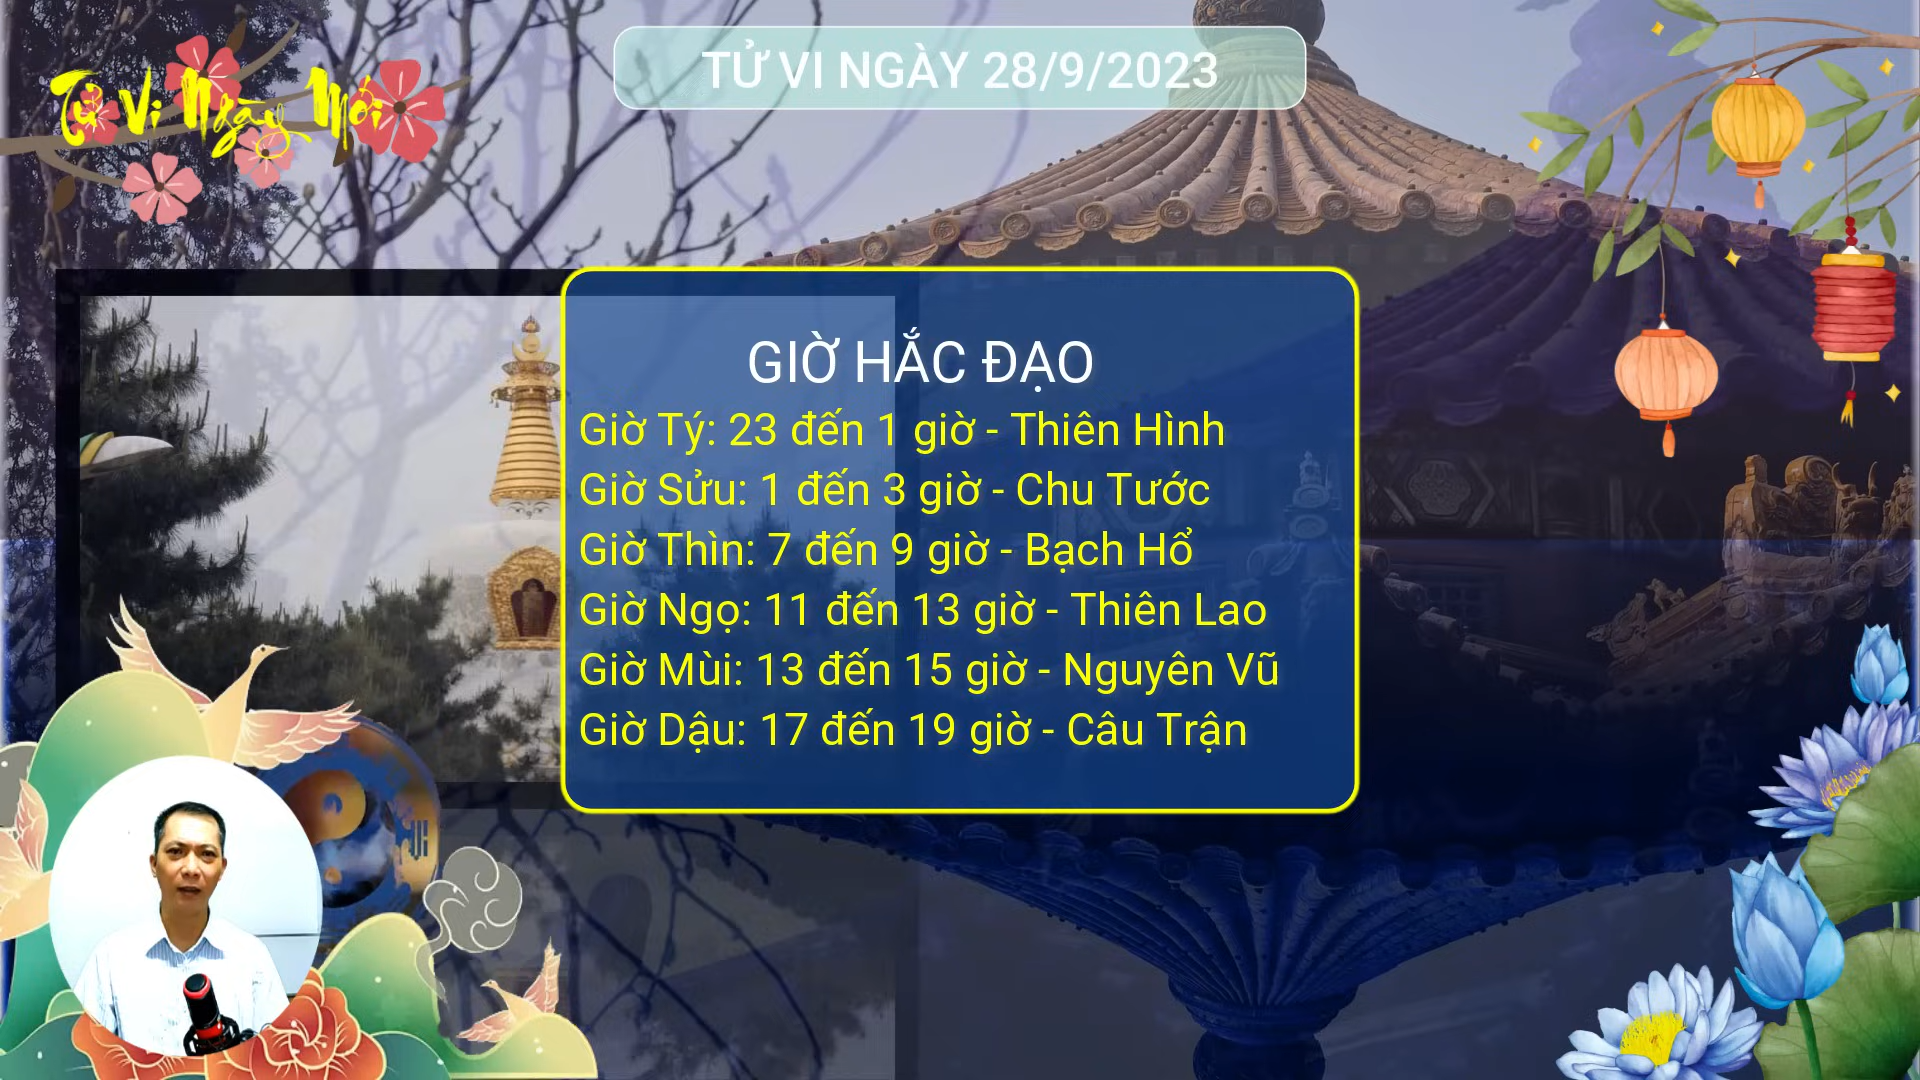 TỬ VI NGÀY 28/9/2023
Tử Vi Ngày Mới
GIỜ HẮC ĐẠO
Giờ Tý: 23 đến 1 giờ - Thiên Hình
Giờ Sửu: 1 đến 3 giờ - Chu Tước
Giờ Thìn: 7 đến 9 giờ - Bạch Hổ
Giờ Ngọ: 11 đến 13 giờ - Thiên Lao
Giờ Mùi: 13 đến 15 giờ - Nguyên Vũ
Giờ Dậu: 17 đến 19 giờ - Câu Trận